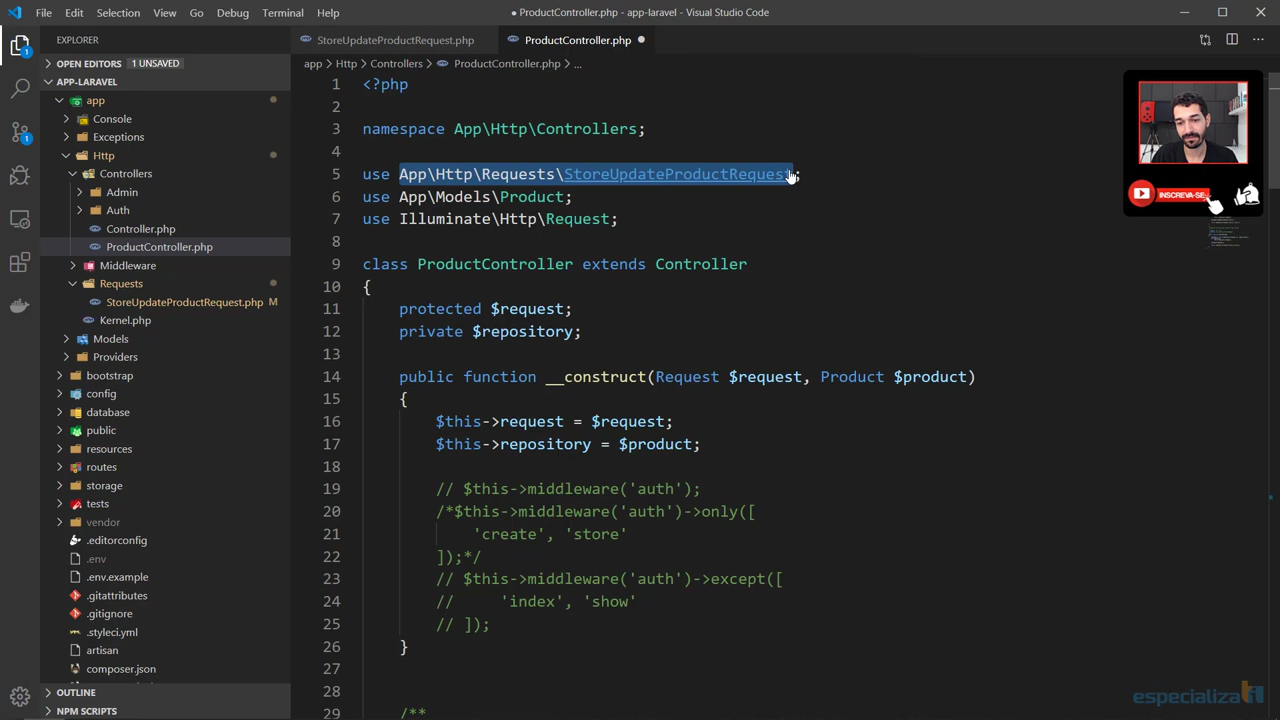 File Edit Selection View Go Debug Terminal Help
● ProductController.php - app-laravel - Visual Studio Code
EXPLORER
StoreUpdateProductRequest.php
ProductController.php ●
OPEN EDITORS 1 UNSAVED
app > Http > Controllers > ProductController.php > ...
APP-LARAVEL
app
Console
Exceptions
Http
Controllers
Admin
Auth
Controller.php
ProductController.php
Middleware
Requests
StoreUpdateProductRequest.php M
Kernel.php
Models
Providers
bootstrap
config
database
public
resources
routes
storage
tests
vendor
.editorconfig
.env
.env.example
.gitattributes
.gitignore
.styleci.yml
artisan
composer.json
OUTLINE
NPM SCRIPTS
1
1
1 <?php
2
3 namespace App\Http\Controllers;
4
5 use App\Http\Requests\StoreUpdateProductRequest;
6 use App\Models\Product;
7 use Illuminate\Http\Request;
8
9 class ProductController extends Controller
10 {
11 protected $request;
12 private $repository;
13
14 public function __construct(Request $request, Product $product)
15 {
16 $this->request = $request;
17 $this->repository = $product;
18
19 // $this->middleware('auth');
20 /*$this->middleware('auth')->only([
21 'create', 'store'
22 ]);*/
23 // $this->middleware('auth')->except([
24 // 'index', 'show'
25 // ]);
26 }
27
28
29 /**
INSCREVA-SE
especializati